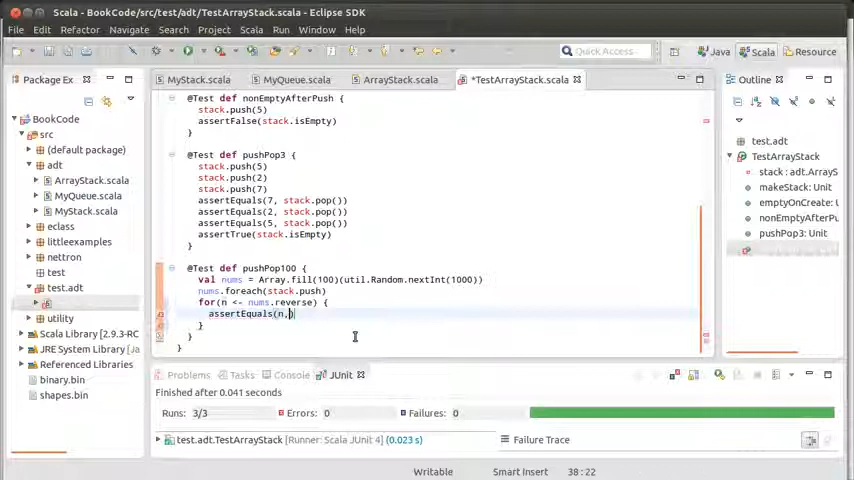 Scala - BookCode/src/test/adt/TestArrayStack.scala - Eclipse SDK
File Edit Refactor Navigate Search Project Scala Run Window Help
Quick Access
Java Scala Resource
Package Ex
MyStack.scala MyQueue.scala ArrayStack.scala *TestArrayStack.scala
Outline
BookCode
src
(default package)
adt
ArrayStack.scala
MyQueue.scala
MyStack.scala
eclass
littleexamples
nettron
test
test.adt
utility
Scala Library [2.9.3-RC
JRE System Library [Jav
Referenced Libraries
binary.bin
shapes.bin
@Test def nonEmptyAfterPush {
stack.push(5)
assertFalse(stack.isEmpty)
}
@Test def pushPop3 {
stack.push(5)
stack.push(2)
stack.push(7)
assertEquals(7, stack.pop())
assertEquals(2, stack.pop())
assertEquals(5, stack.pop())
assertTrue(stack.isEmpty)
}
@Test def pushPop100 {
val nums = Array.fill(100)(util.Random.nextInt(1000))
nums.foreach(stack.push)
for(n <- nums.reverse) {
assertEquals(n,)
}
}
}
test.adt
TestArrayStack
stack : adt.ArrayS
makeStack: Unit
emptyOnCreate: U
nonEmptyAfterPu
pushPop3: Unit
Problems Tasks Console JUnit
Finished after 0.041 seconds
Runs: 3/3 Errors: 0 Failures: 0
test.adt.TestArrayStack [Runner: Scala JUnit 4] (0.023 s)
Failure Trace
Writable Smart Insert 38:22